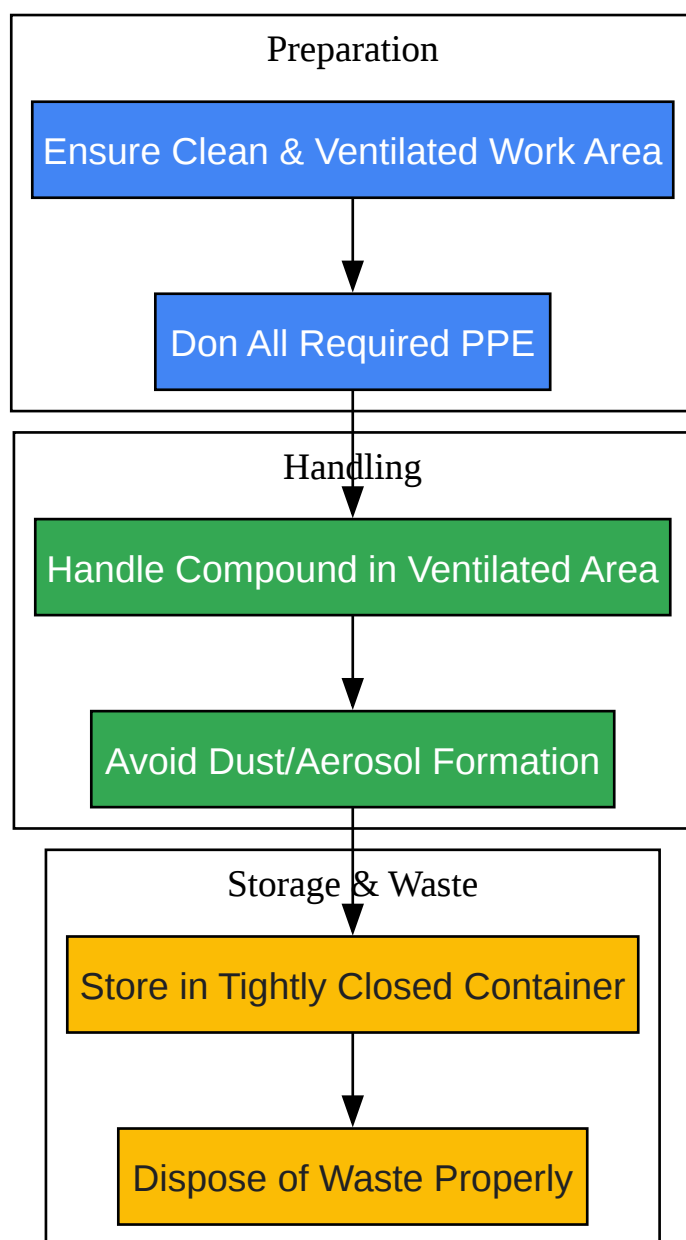 Preparation
Ensure Clean & Ventilated Work Area
Don All Required PPE
Handling
Handle Compound in Ventilated Area
Avoid Dust/Aerosol Formation
Storage & Waste
Store in Tightly Closed Container
Dispose of Waste Properly